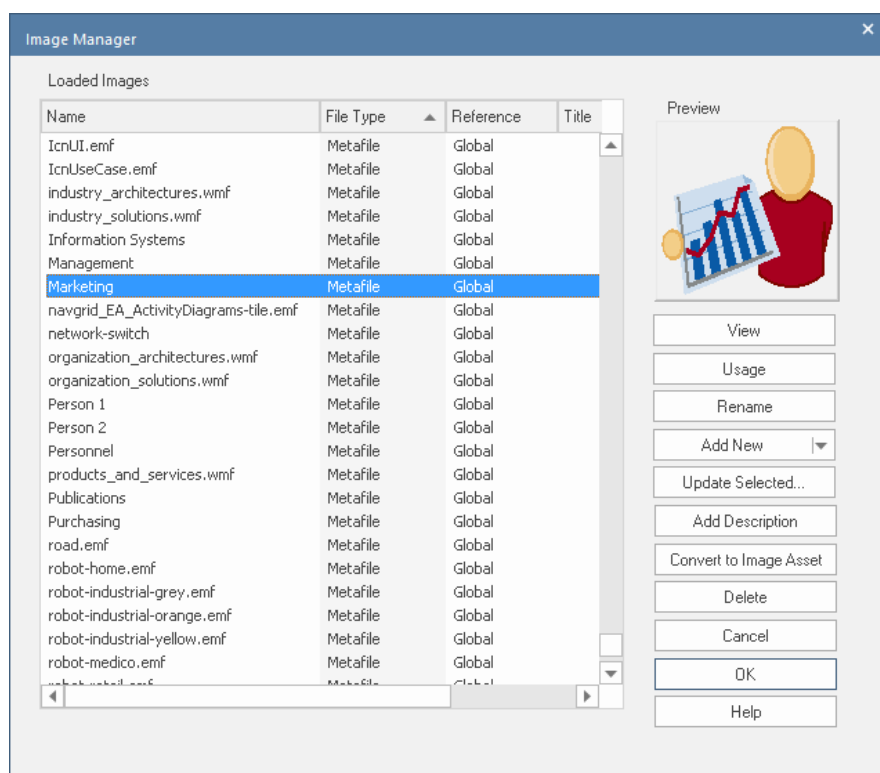 Image Manager
Loaded Images
Name File Type Reference Title
IcnUI.emf Metafile Global
IcnUseCase.emf Metafile Global
industry_architectures.wmf Metafile Global
industry_solutions.wmf Metafile Global
Information Systems Metafile Global
Management Metafile Global
Marketing Metafile Global
navgrid_EA_ActivityDiagrams-tile.emf Metafile Global
network-switch Metafile Global
organization_architectures.wmf Metafile Global
organization_solutions.wmf Metafile Global
Person 1 Metafile Global
Person 2 Metafile Global
Personnel Metafile Global
products_and_services.wmf Metafile Global
Publications Metafile Global
Purchasing Metafile Global
road.emf Metafile Global
robot-home.emf Metafile Global
robot-industrial-grey.emf Metafile Global
robot-industrial-orange.emf Metafile Global
robot-industrial-yellow.emf Metafile Global
robot-medico.emf Metafile Global
Preview
View
Usage
Rename
Add New
Update Selected...
Add Description
Convert to Image Asset
Delete
Cancel
OK
Help